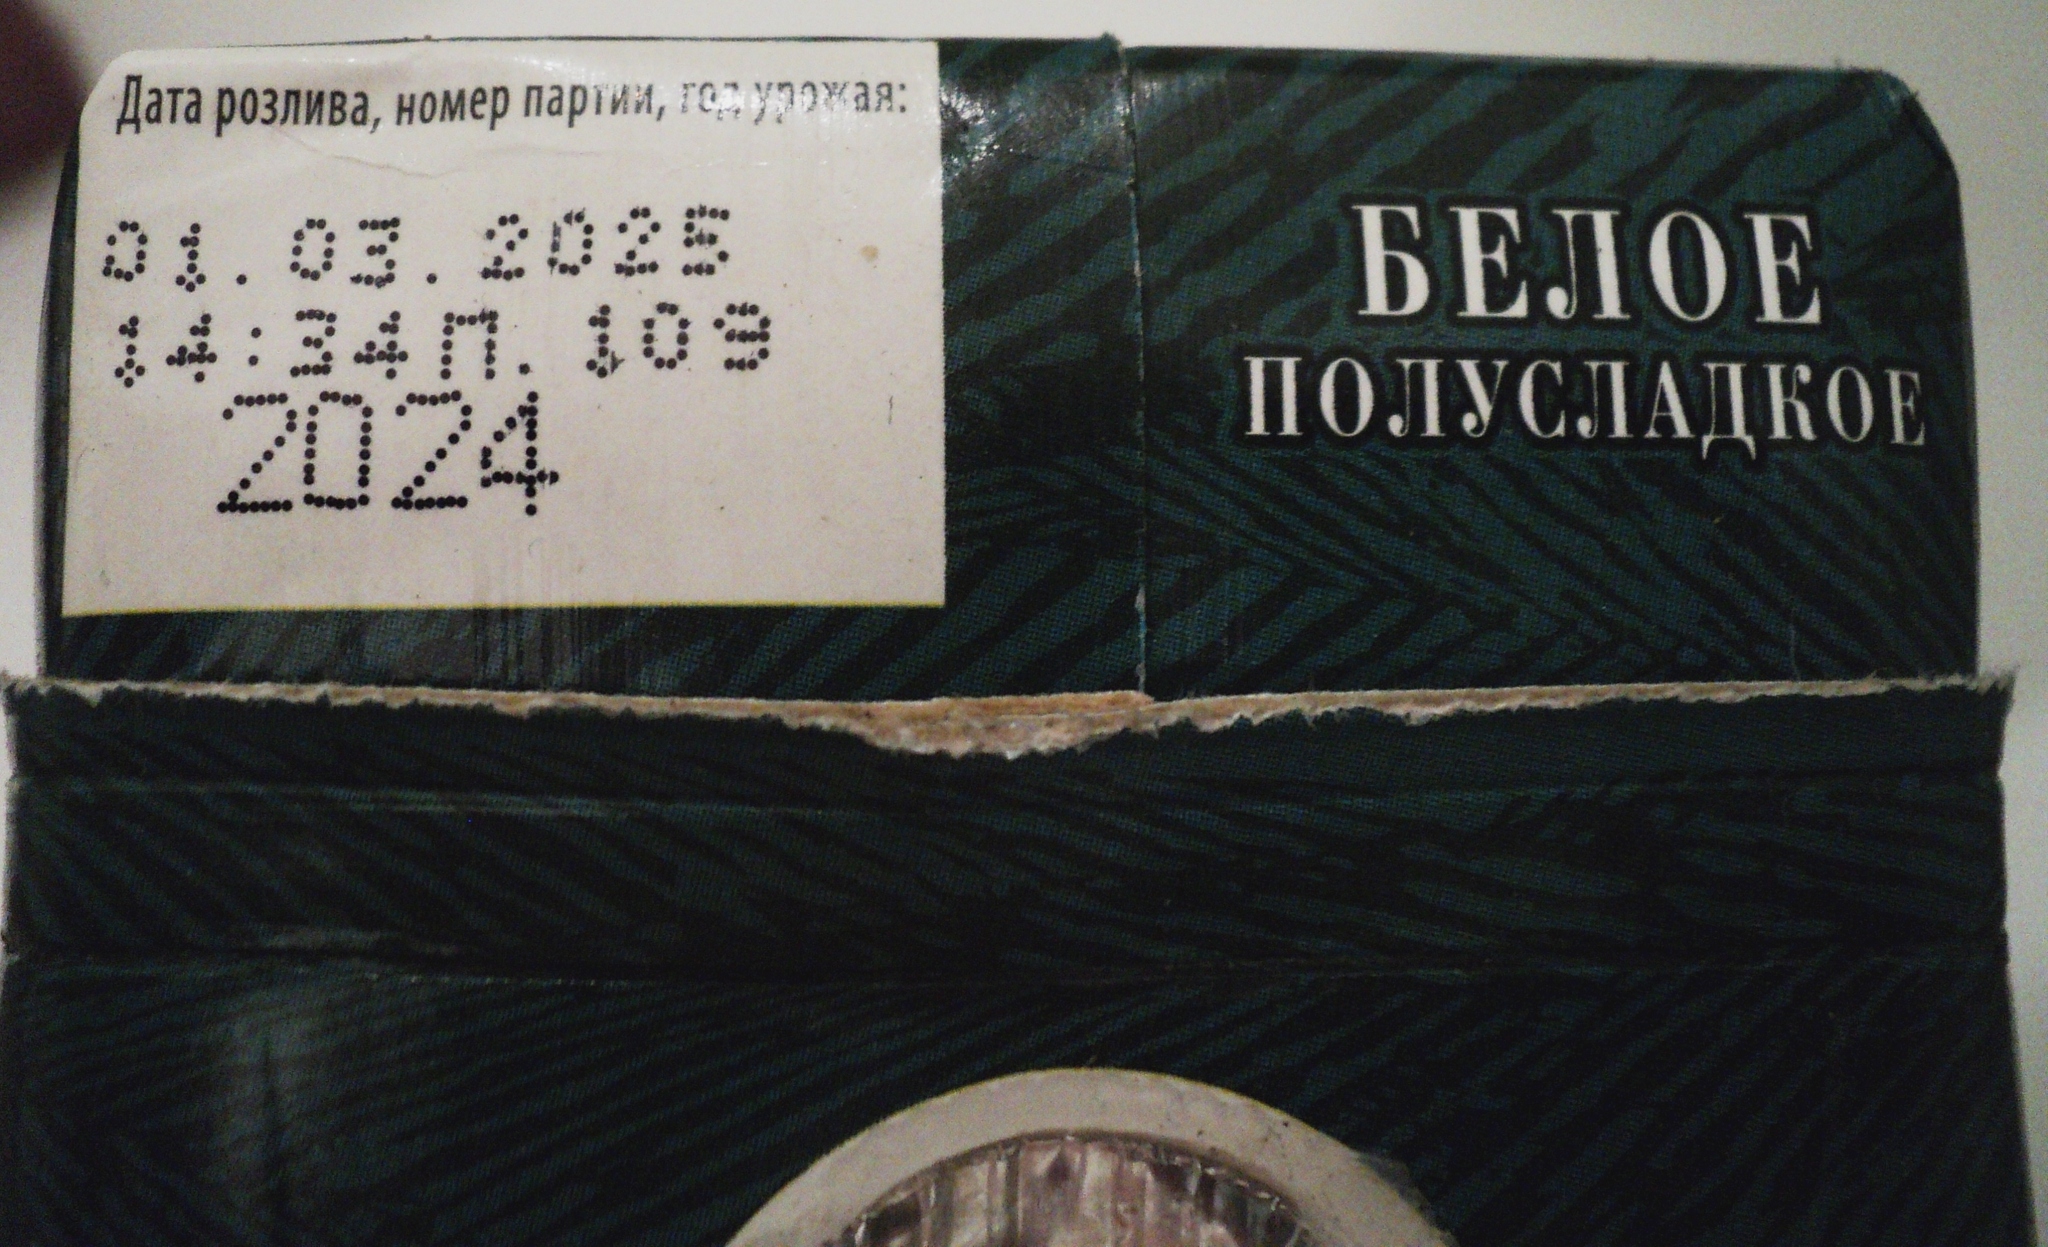 Дата розлива, номер партии, год урожая:
01.03.2025
14:34П.109
2024
БЕЛОЕ
ПОЛУСЛАДКОЕ